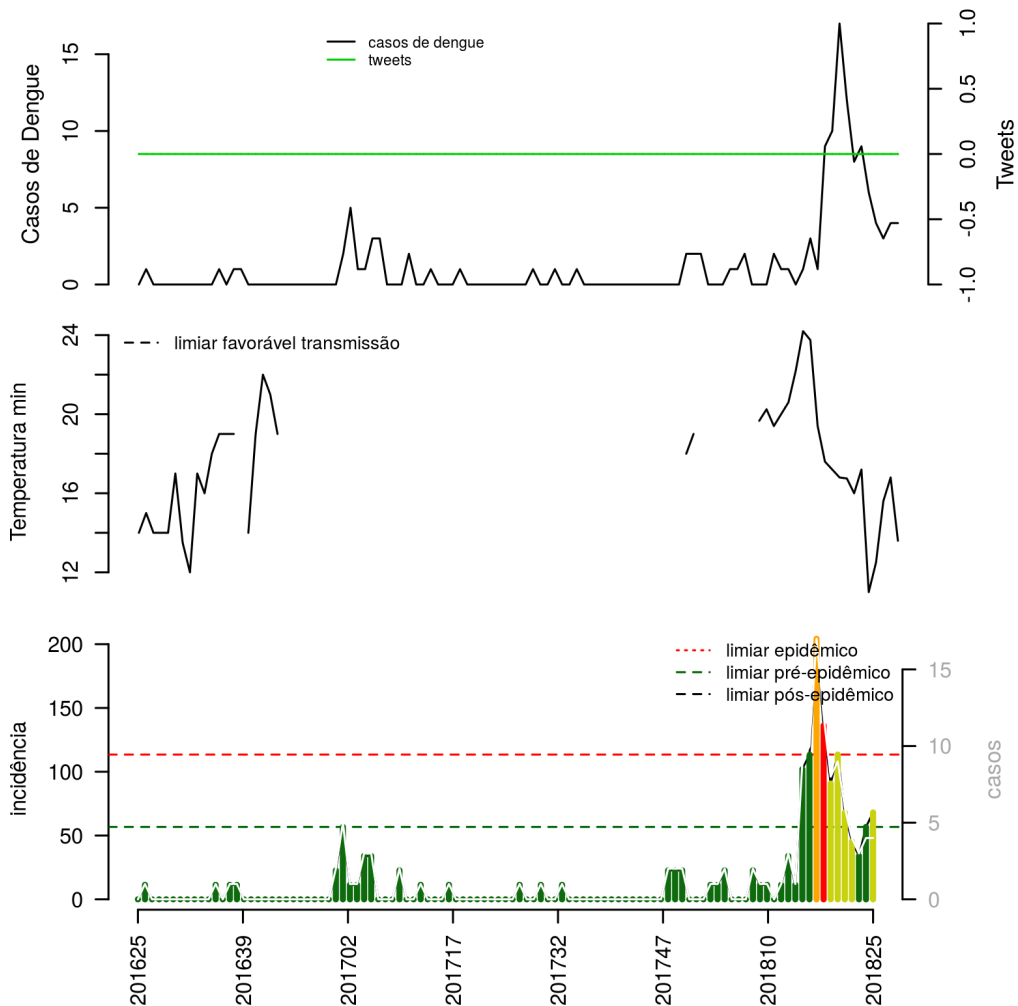 casos de dengue
tweets
Casos de Dengue
0
5
10
15
Tweets
-1.0
-0.5
0.0
0.5
1.0
limiar favorável transmissão
Temperatura min
12
16
20
24
limiar epidêmico
limiar pré-epidêmico
limiar pós-epidêmico
incidência
0
50
100
150
200
casos
0
5
10
15
201625
201639
201702
201717
201732
201747
201810
201825